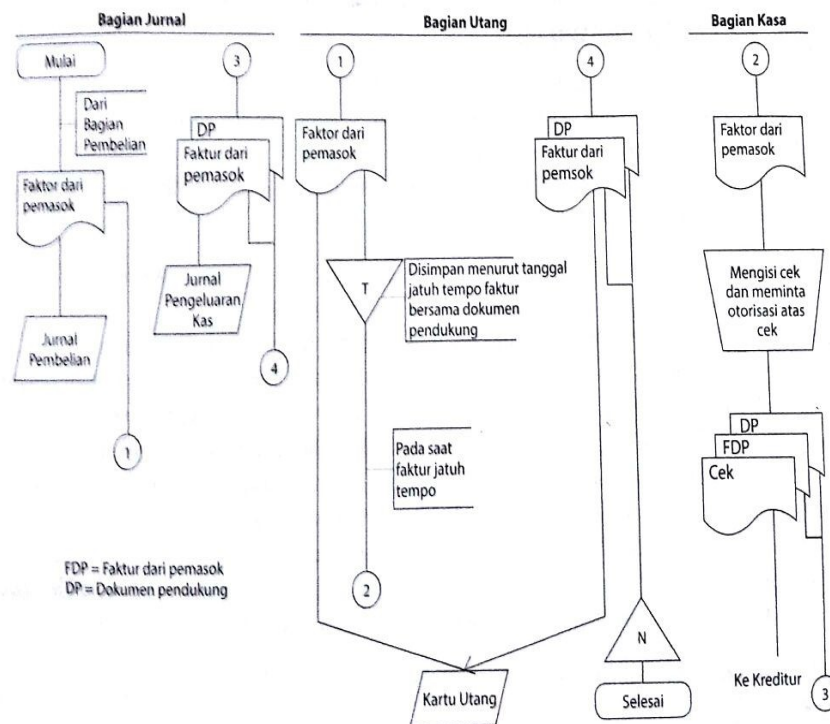 Bagian Jurnal
Mulai
Dari
Bagian
Pembelian
Faktor dari
pemasok
Jurnal
Pembelian
1
3
DP
Faktur dari
pemasok
Jurnal
Pengeluaran
Kas
4
FDP = Faktur dari pemasok
DP = Dokumen pendukung
Bagian Utang
1
Faktor dari
pemasok
T
Disimpan menurut tanggal
jatuh tempo faktur
bersama dokumen
pendukung
Pada saat
faktur jatuh
tempo
2
Kartu Utang
4
DP
Faktur dari
pemsok
N
Selesai
Bagian Kasa
2
Faktor dari
pemasok
Mengisi cek
dan meminta
otorisasi atas
cek
DP
FDP
Cek
Ke Kreditur
3